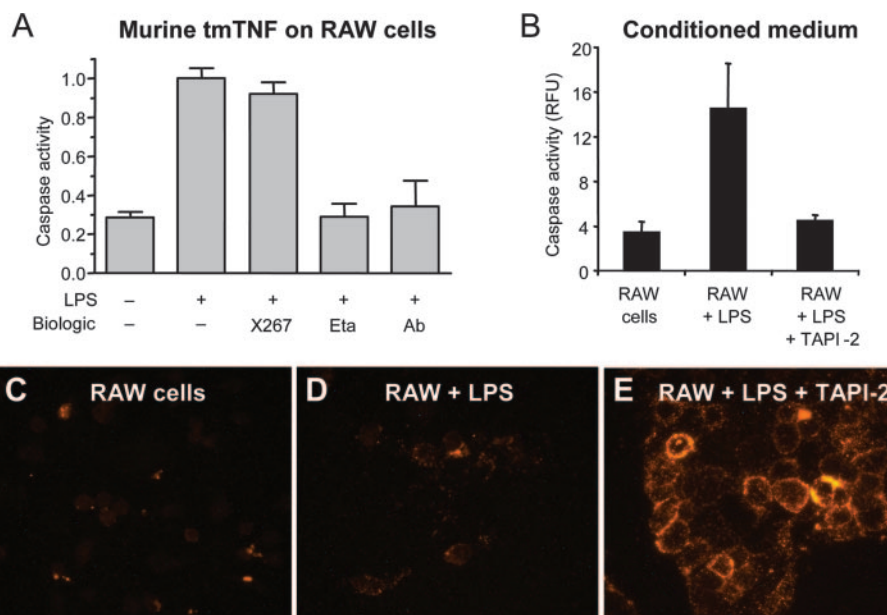 A Murine tmTNF on RAW cells
Caspase activity
1.0
0.8
0.6
0.4
0.2
0.0
LPS – + + + +
Biologic – – X267 Eta Ab
B Conditioned medium
Caspase activity (RFU)
20
16
12
8
4
0
RAW cells
RAW + LPS
RAW + LPS + TAPI-2
C RAW cells
D RAW + LPS
E RAW + LPS + TAPI-2